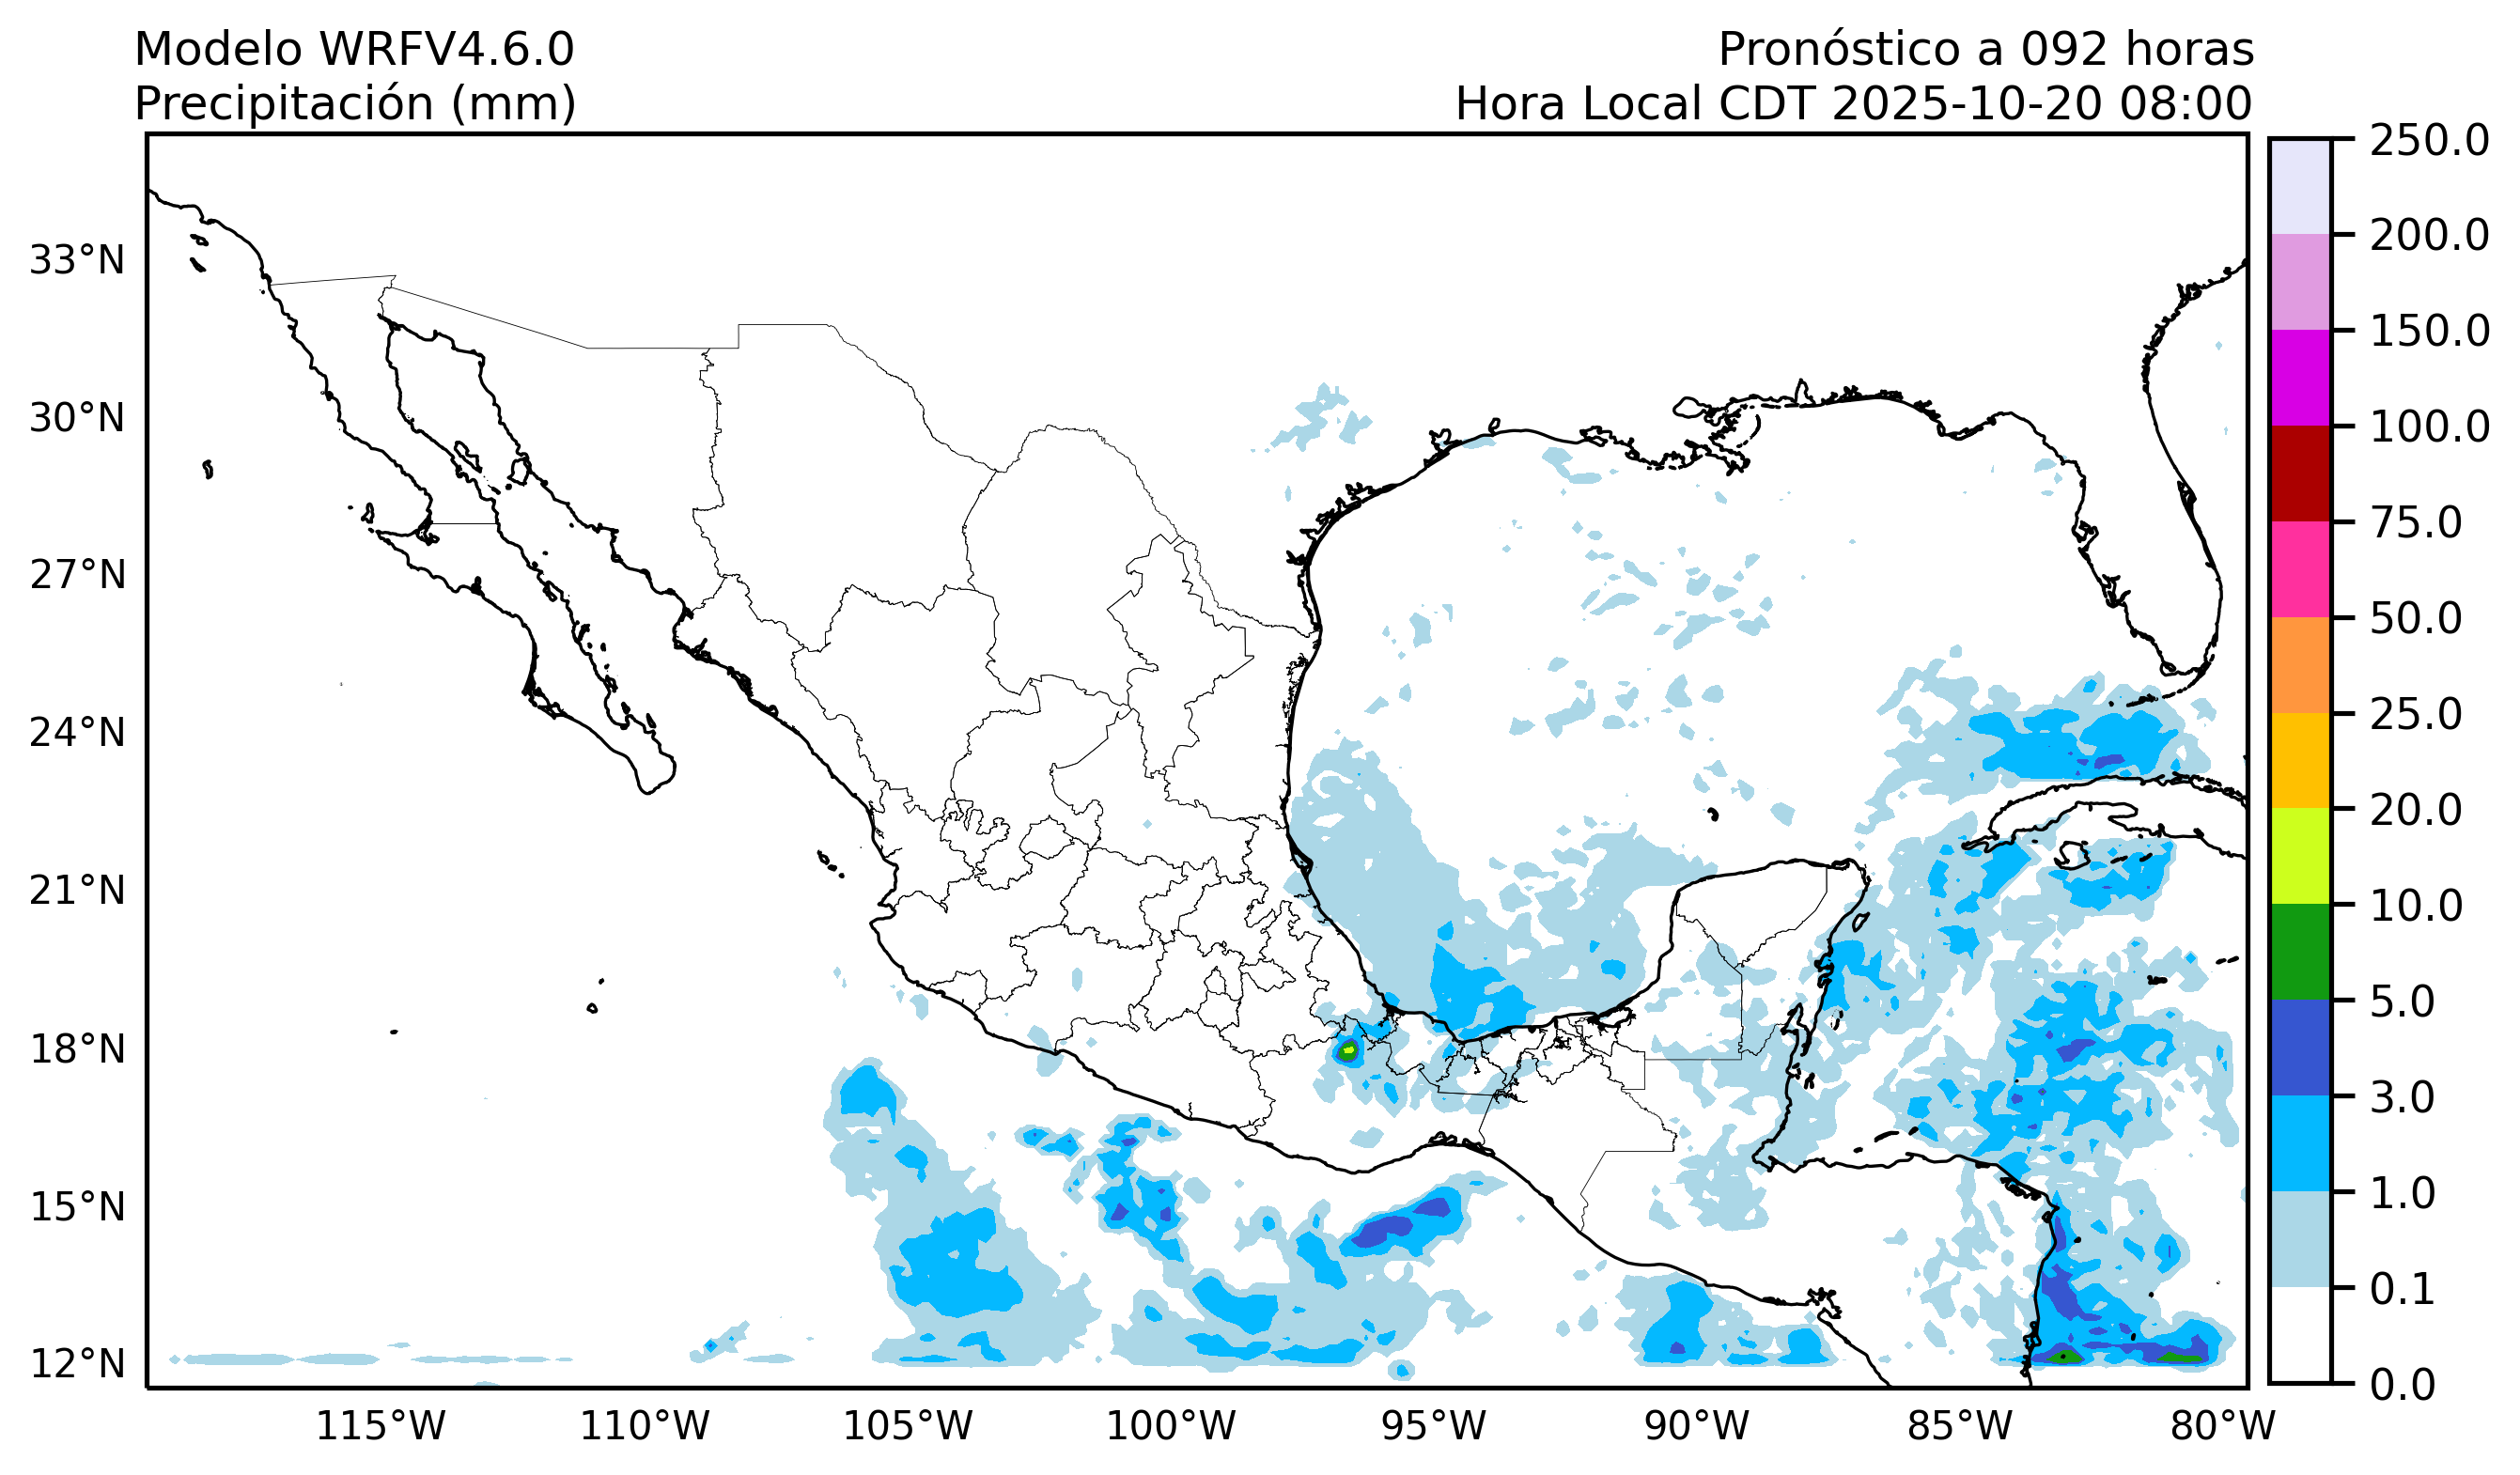 Modelo WRFV4.6.0
Precipitación (mm)
Pronóstico a 092 horas
Hora Local CDT 2025-10-20 08:00
33°N
30°N
27°N
24°N
21°N
18°N
15°N
12°N
115°W
110°W
105°W
100°W
95°W
90°W
85°W
80°W
250.0
200.0
150.0
100.0
75.0
50.0
25.0
20.0
10.0
5.0
3.0
1.0
0.1
0.0